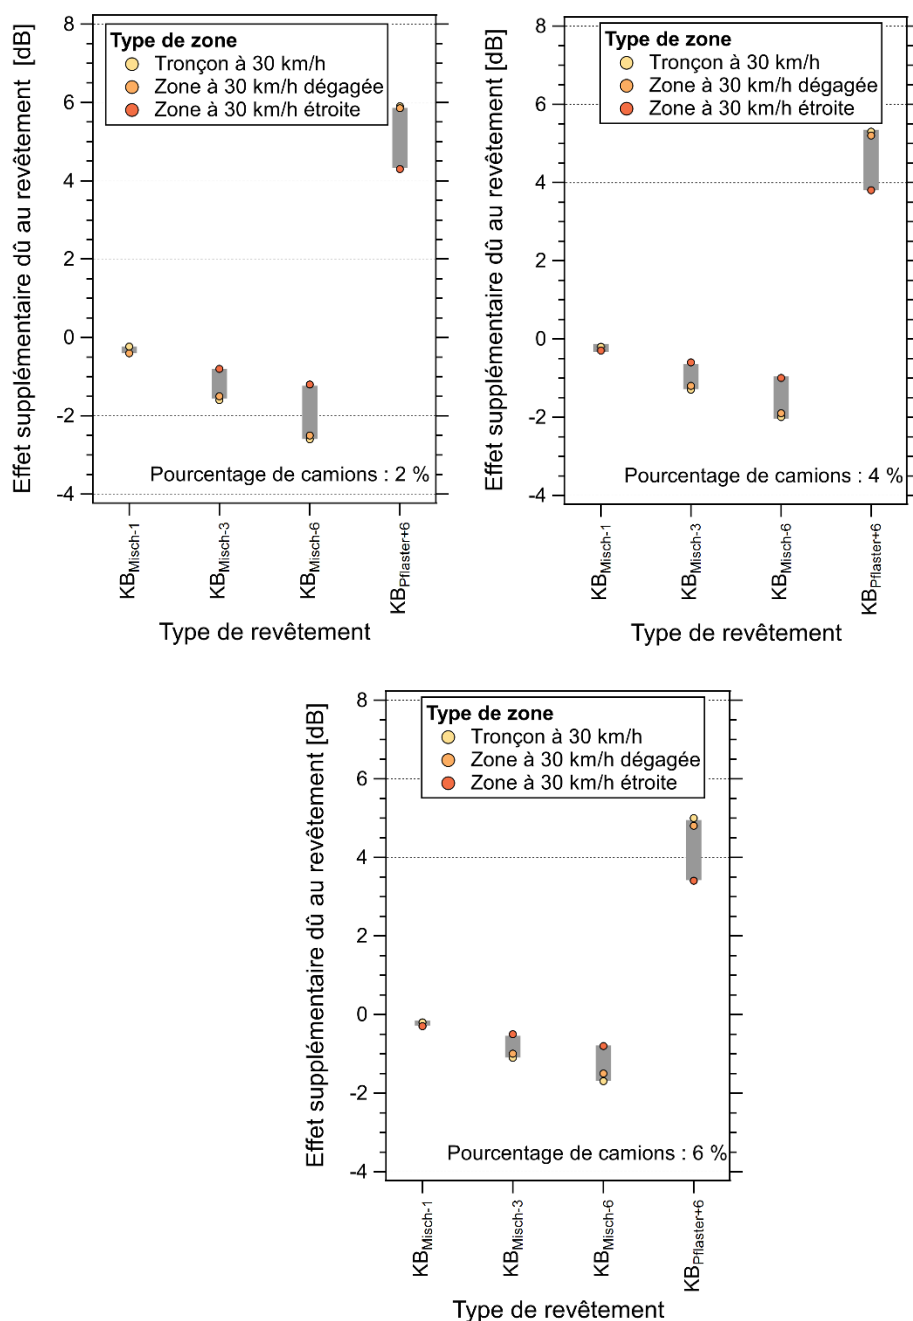 Effet supplémentaire dû au revêtement [dB]
8
6
4
2
0
-2
-4
Type de zone
Tronçon à 30 km/h
Zone à 30 km/h dégagée
Zone à 30 km/h étroite
Pourcentage de camions : 2 %
KBMisch-1
KBMisch-3
KBMisch-6
KBPflaster+6
Type de revêtement
Effet supplémentaire dû au revêtement [dB]
8
6
4
2
0
-2
-4
Type de zone
Tronçon à 30 km/h
Zone à 30 km/h dégagée
Zone à 30 km/h étroite
Pourcentage de camions : 4 %
KBMisch-1
KBMisch-3
KBMisch-6
KBPflaster+6
Type de revêtement
Effet supplémentaire dû au revêtement [dB]
8
6
4
2
0
-2
-4
Type de zone
Tronçon à 30 km/h
Zone à 30 km/h dégagée
Zone à 30 km/h étroite
Pourcentage de camions : 6 %
KBMisch-1
KBMisch-3
KBMisch-6
KBPflaster+6
Type de revêtement